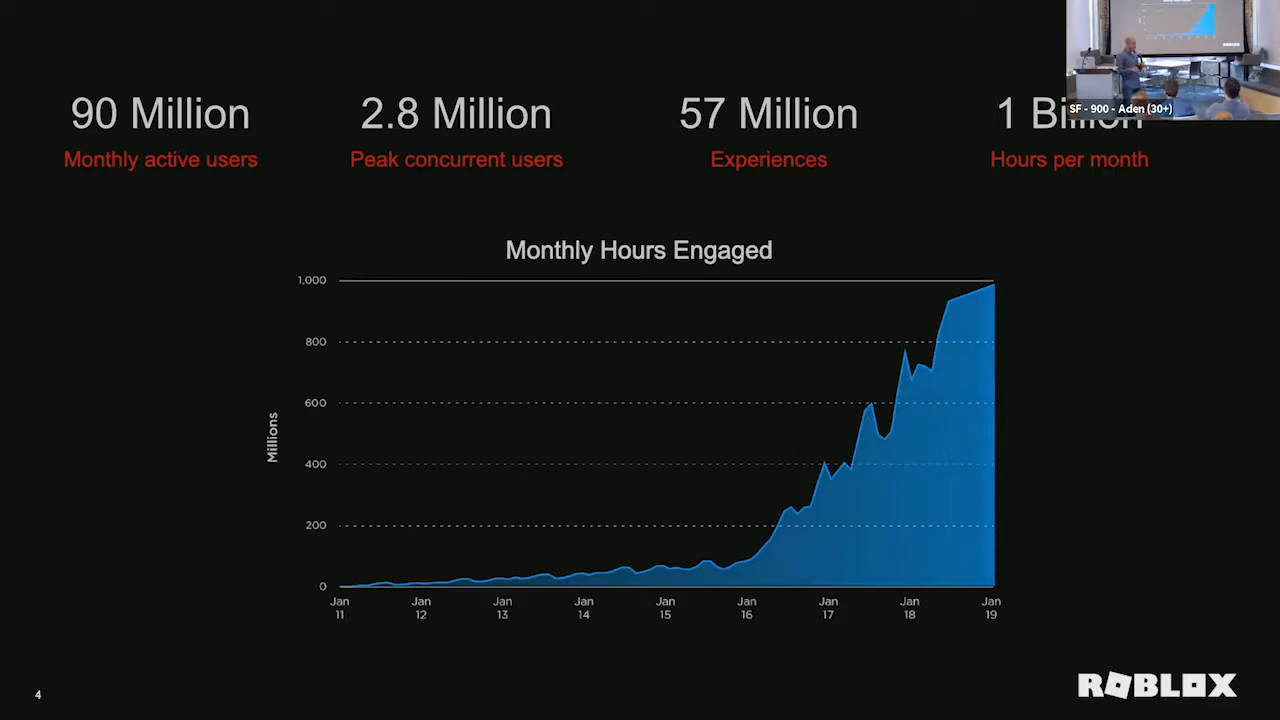 90 Million
2.8 Million
57 Million
1 Billion
Monthly active users
Peak concurrent users
Experiences
Hours per month
SF - 900 - Aden (30+)
ROBLOX
Monthly Hours Engaged
Millions
1,000
800
600
400
200
0
Jan 11
Jan 12
Jan 13
Jan 14
Jan 15
Jan 16
Jan 17
Jan 18
Jan 19
4
ROBLOX